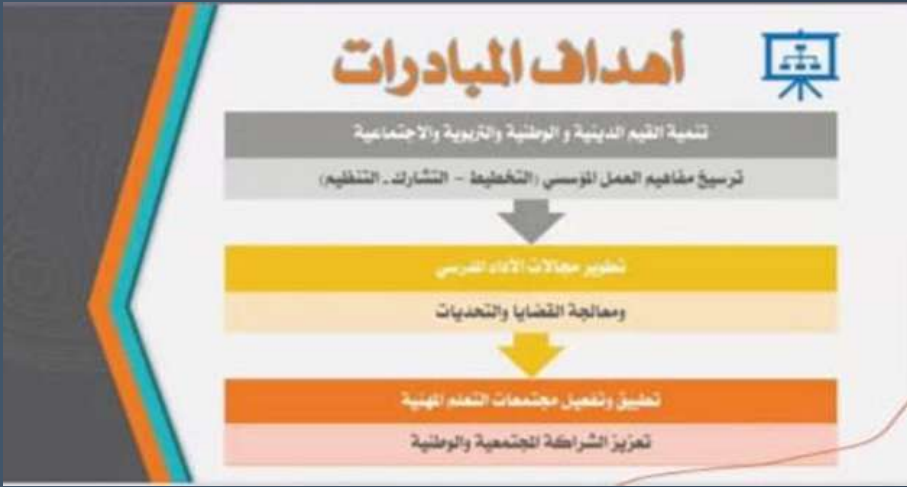 أهداف المبادرات
تنمية القيم الدينية و الوطنية والتربوية والاجتماعية
ترسيخ مفاهيم العمل المؤسسي (التخطيط - التشارك - التنظيم)
تطوير مجالات الأداء المدرسي
ومعالجة القضايا والتحديات
تطبيق وتفعيل مجتمعات التعلم المهنية
تعزيز الشراكة المجتمعية والوطنية